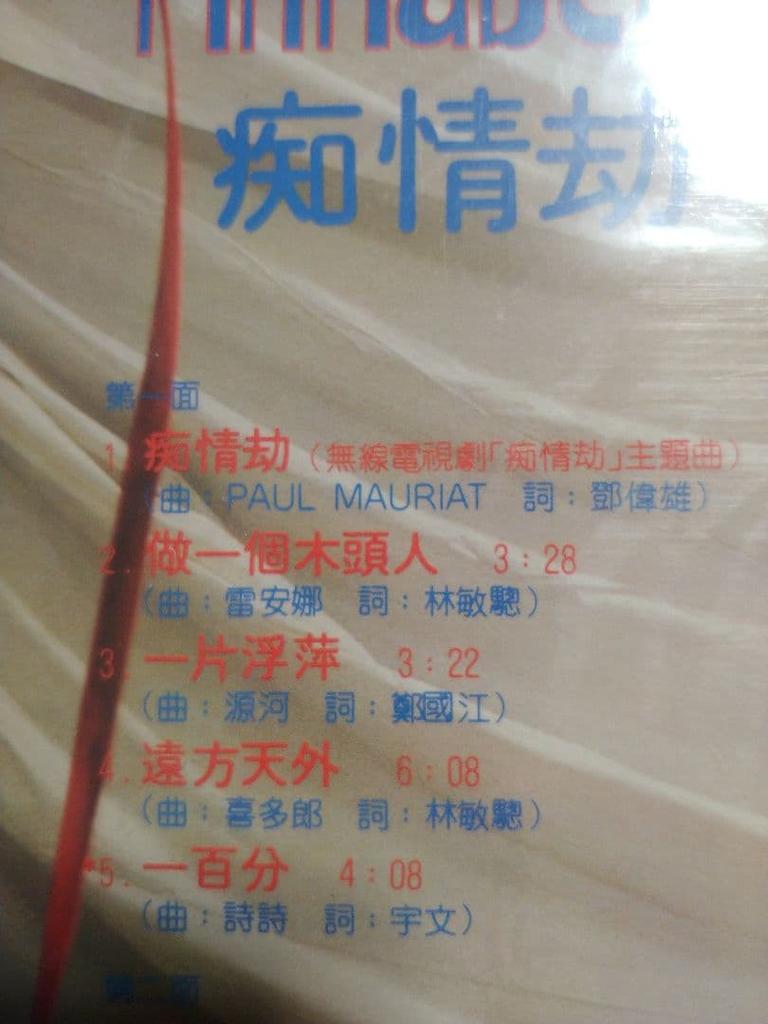 痴情劫
第一面
1. 痴情劫（無線電視劇「痴情劫」主題曲）
（曲：PAUL MAURIAT 詞：鄧偉雄）
2. 做一個木頭人 3:28
（曲：雷安娜 詞：林敏驄）
3. 一片浮萍 3:22
（曲：源河 詞：鄭國江）
4. 遠方天外 6:08
（曲：喜多郎 詞：林敏驄）
*5. 一百分 4:08
（曲：詩詩 詞：宇文）
第二面